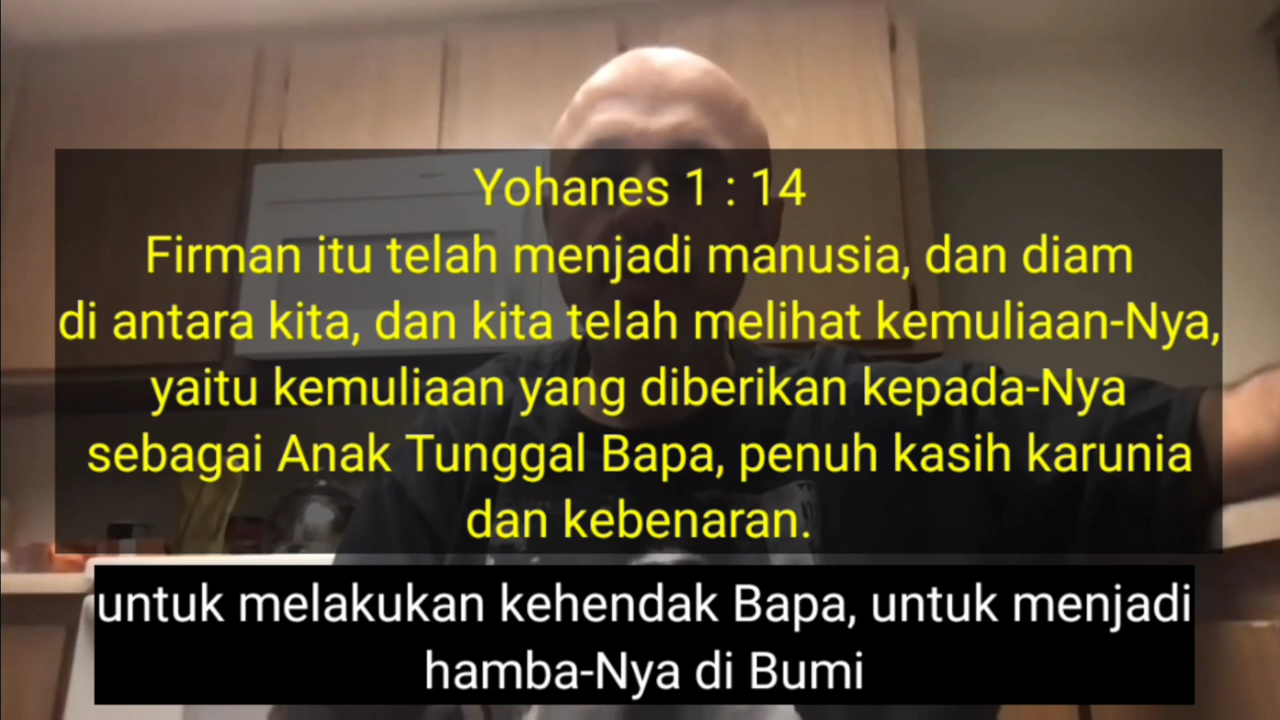 Yohanes 1 : 14
Firman itu telah menjadi manusia, dan diam
di antara kita, dan kita telah melihat kemuliaan-Nya,
yaitu kemuliaan yang diberikan kepada-Nya
sebagai Anak Tunggal Bapa, penuh kasih karunia
dan kebenaran.
untuk melakukan kehendak Bapa, untuk menjadi
hamba-Nya di Bumi